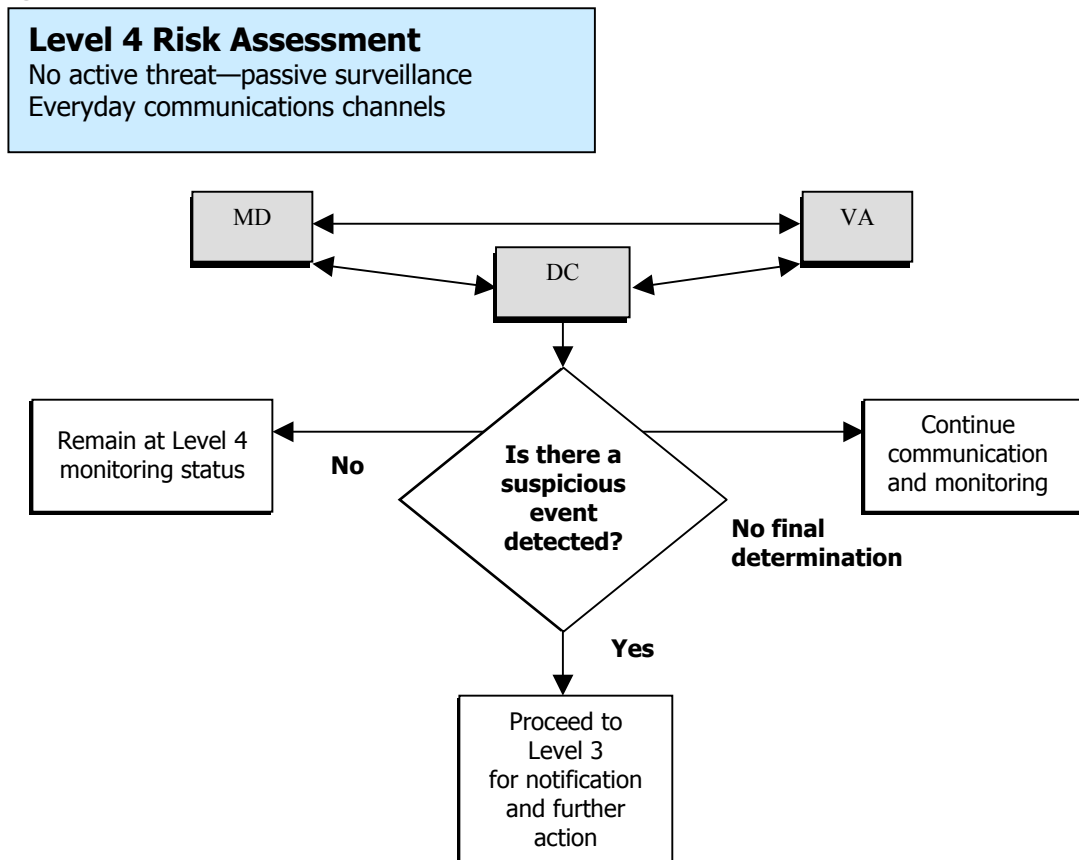 Level 4 Risk Assessment
No active threat—passive surveillance
Everyday communications channels
MD
VA
DC
Remain at Level 4
monitoring status
No
Is there a
suspicious
event
detected?
Continue
communication
and monitoring
No final
determination
Yes
Proceed to
Level 3
for notification
and further
action